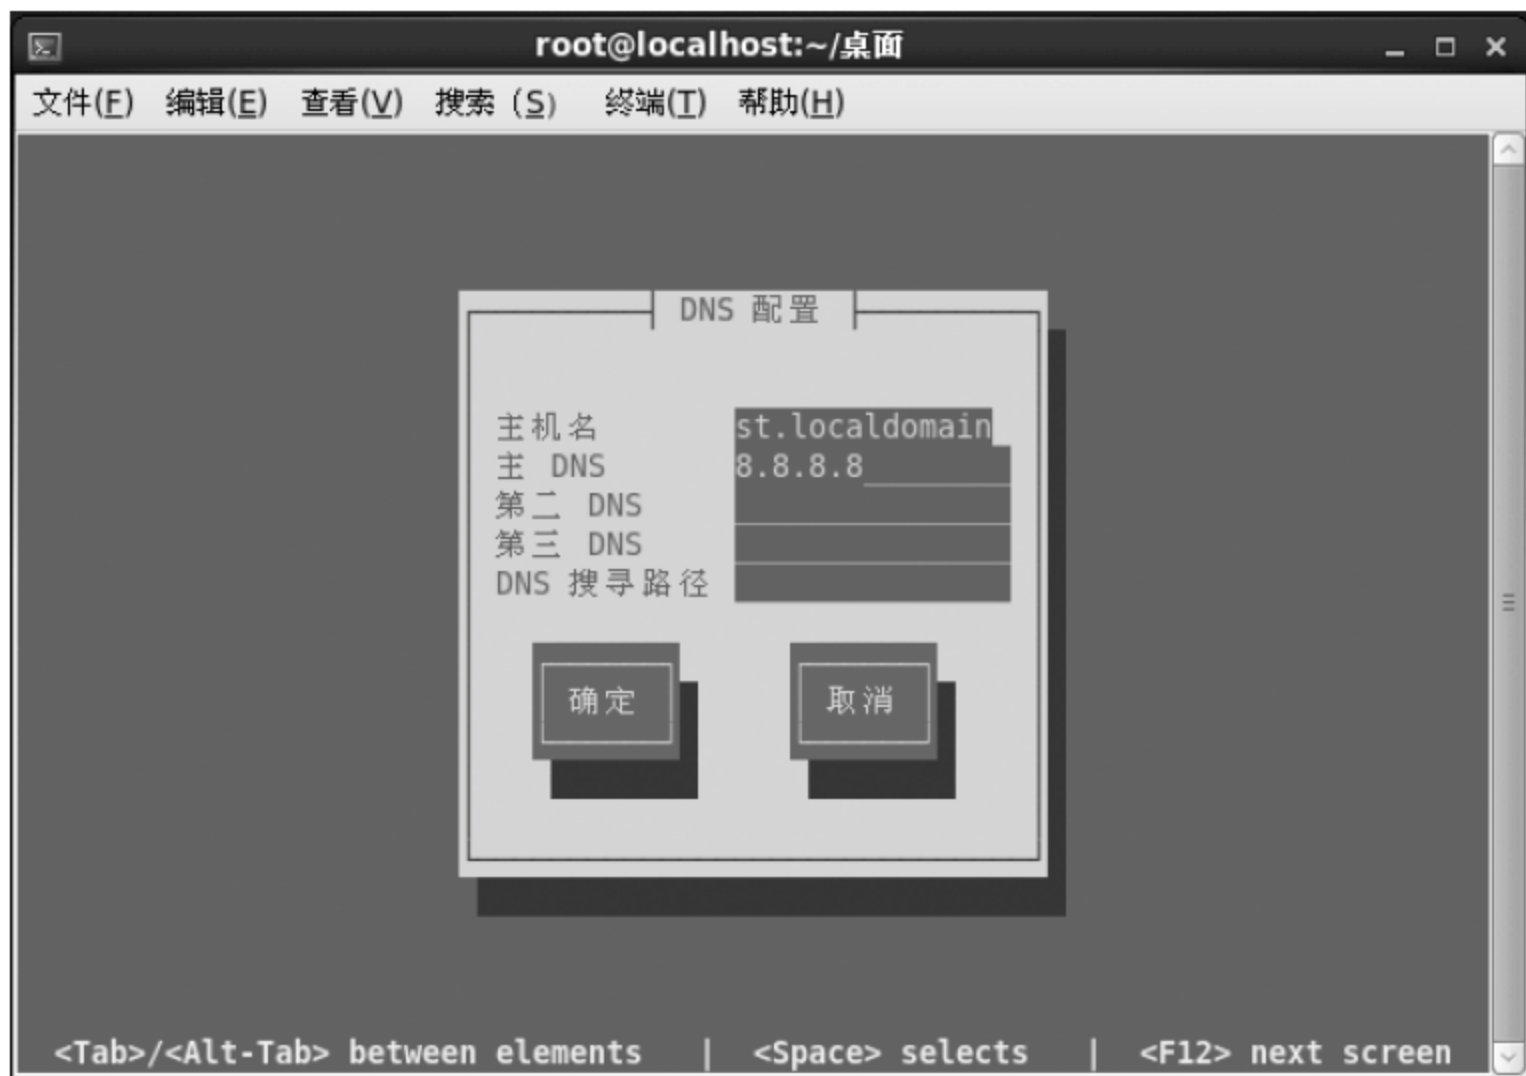 root@localhost:~/桌面
文件(F) 编辑(E) 查看(V) 搜索 (S) 终端(T) 帮助(H)
DNS 配置
主机名 st.localdomain
主 DNS 8.8.8.8
第二 DNS
第三 DNS
DNS 搜寻路径
确定 取消
<Tab>/<Alt-Tab> between elements | <Space> selects | <F12> next screen